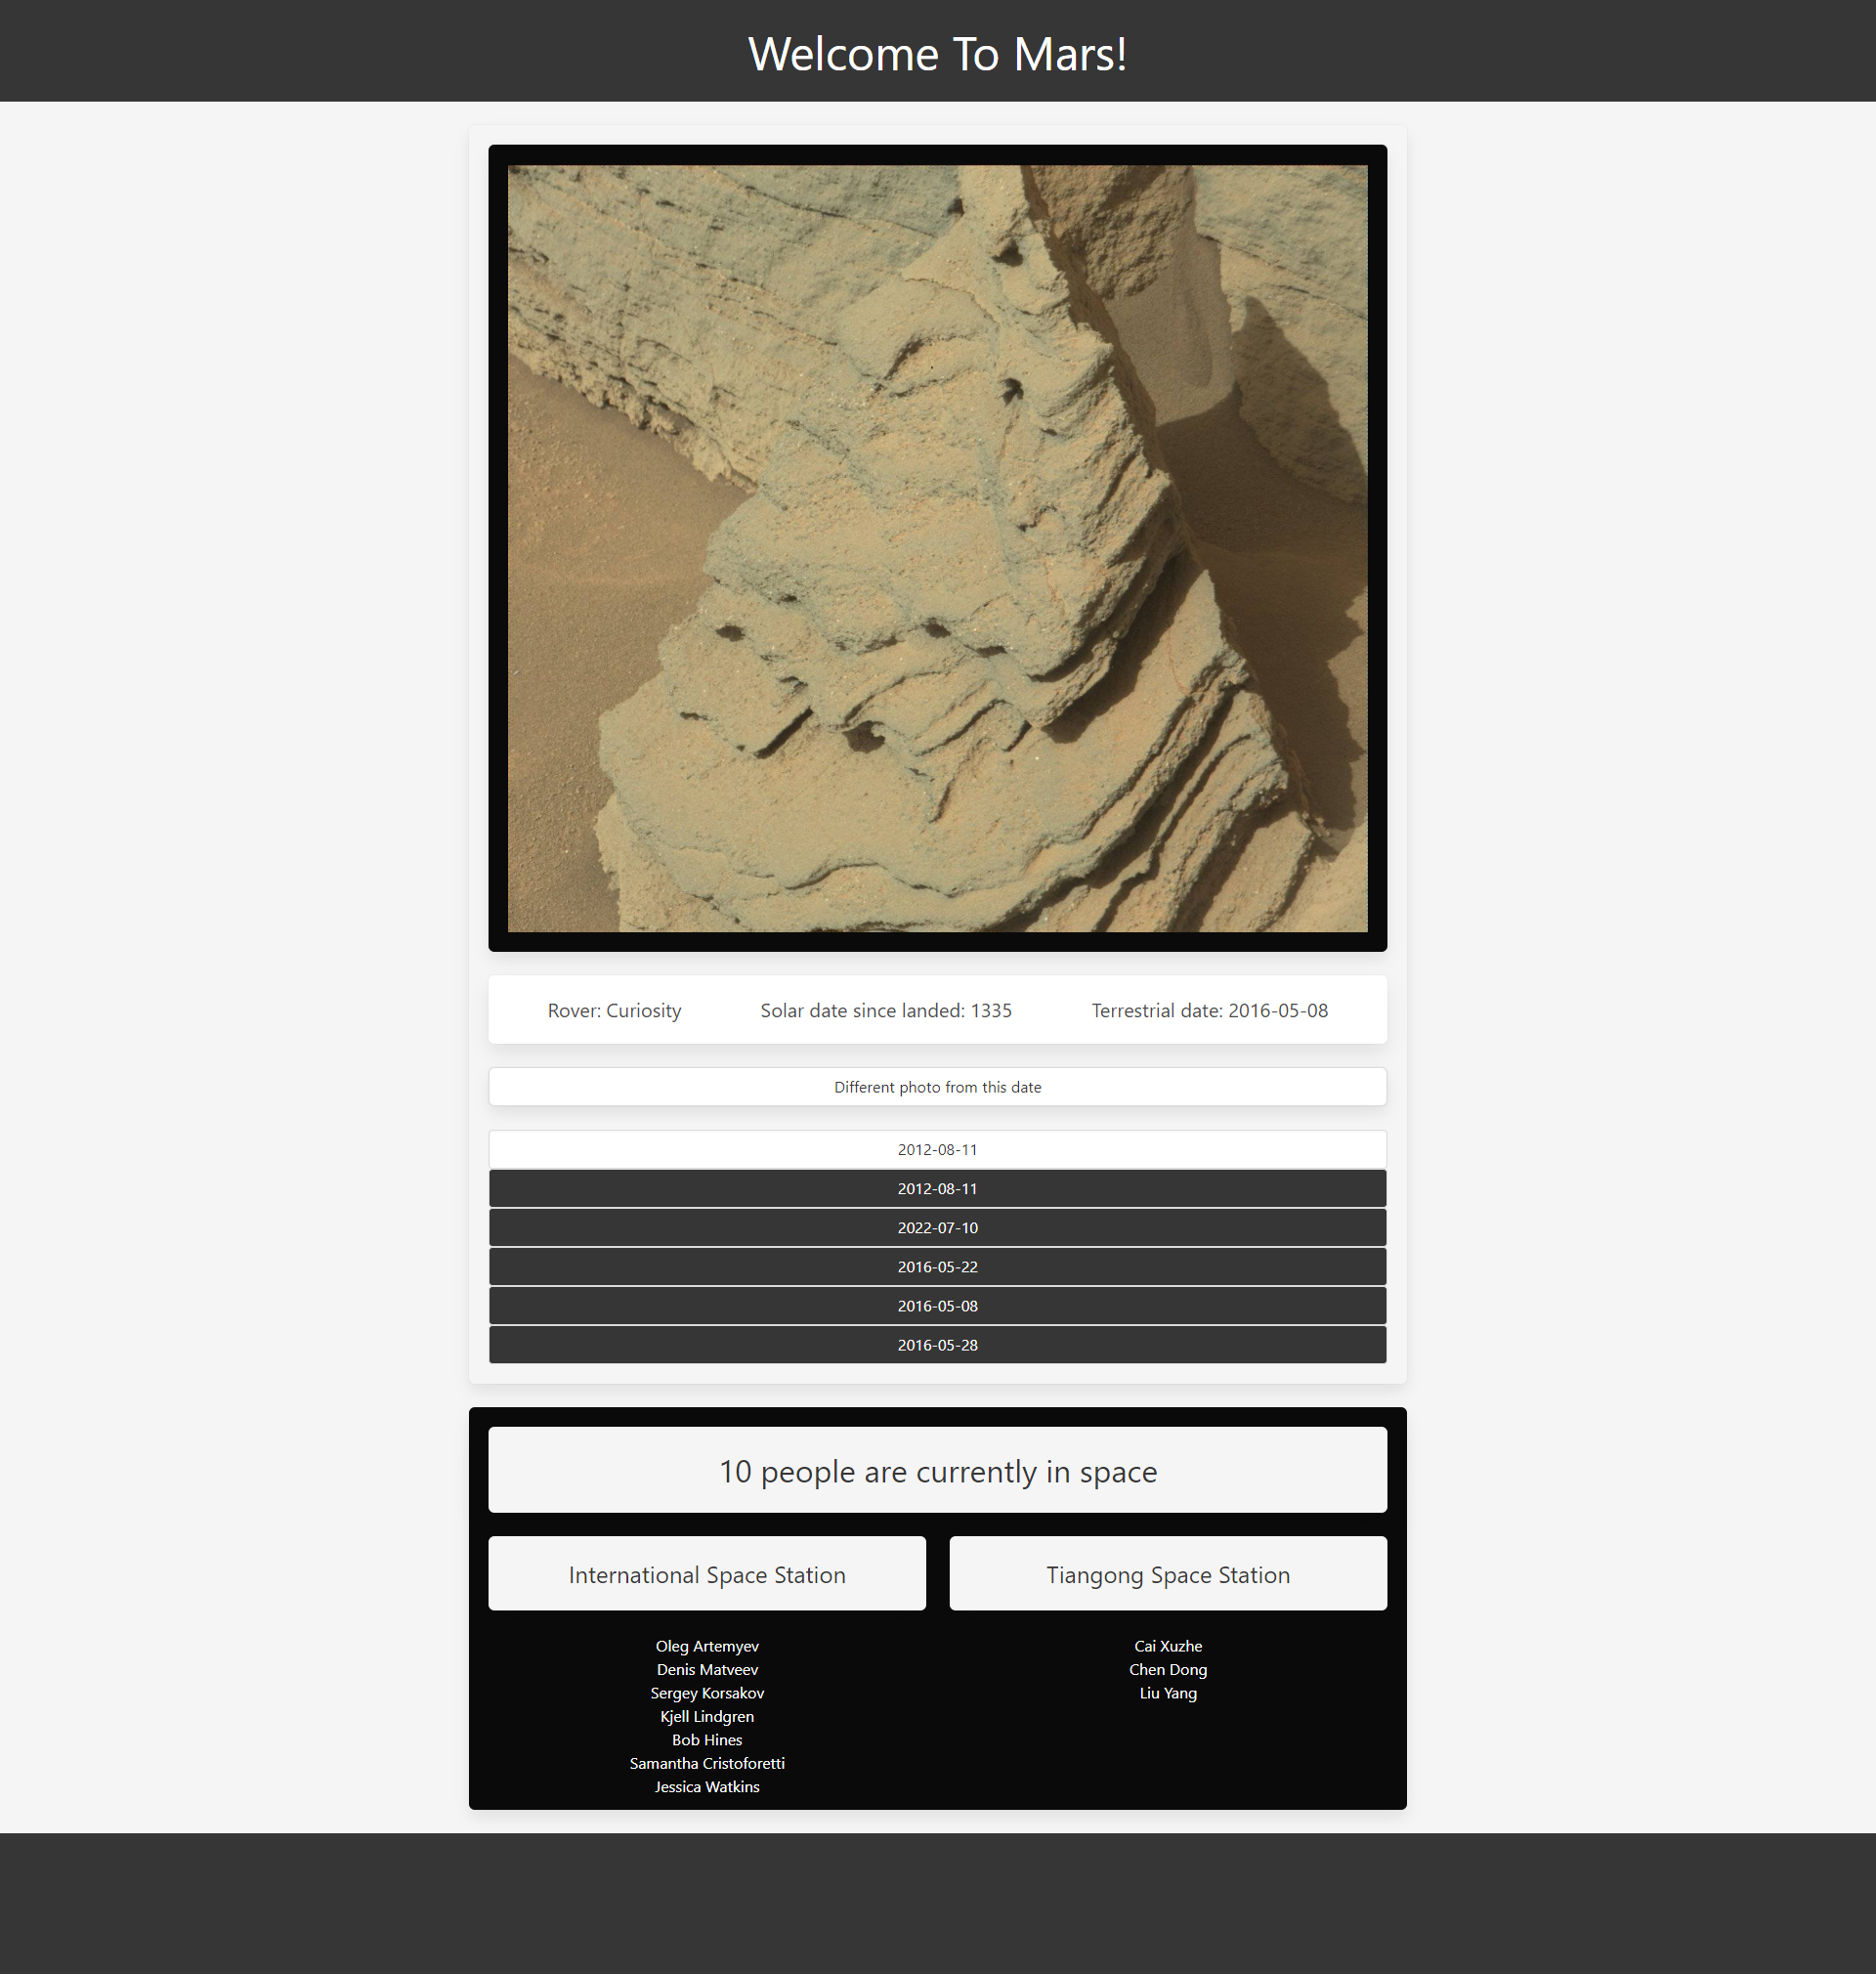 Welcome To Mars!
Rover: Curiosity Solar date since landed: 1335 Terrestrial date: 2016-05-08
Different photo from this date
2012-08-11
2012-08-11
2022-07-10
2016-05-22
2016-05-08
2016-05-28
10 people are currently in space
International Space Station
Oleg Artemyev
Denis Matveev
Sergey Korsakov
Kjell Lindgren
Bob Hines
Samantha Cristoforetti
Jessica Watkins
Tiangong Space Station
Cai Xuzhe
Chen Dong
Liu Yang